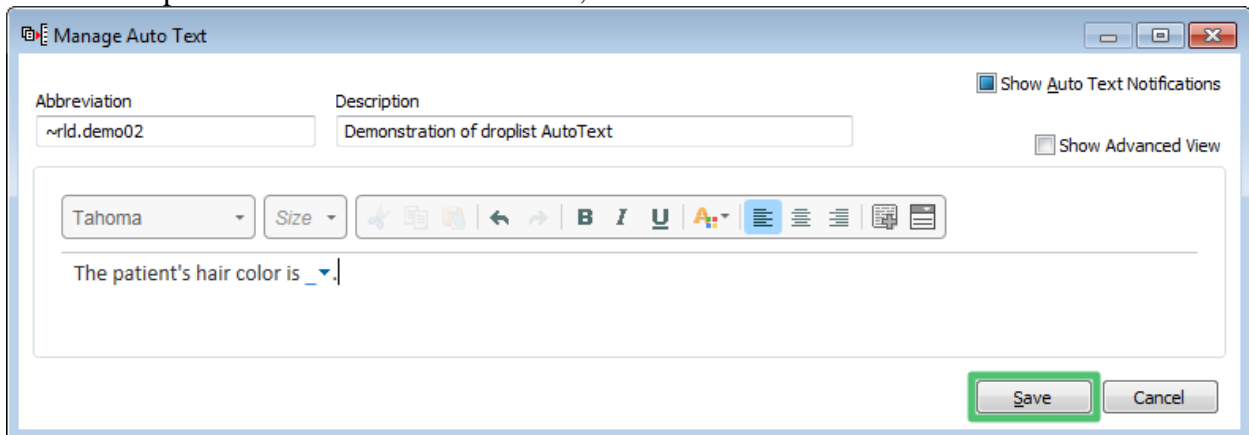 Manage Auto Text
Show Auto Text Notifications
Abbreviation Description
~rld.demo02 Demonstration of droplist AutoText
Show Advanced View
Tahoma Size B I U A
The patient's hair color is _.
Save Cancel